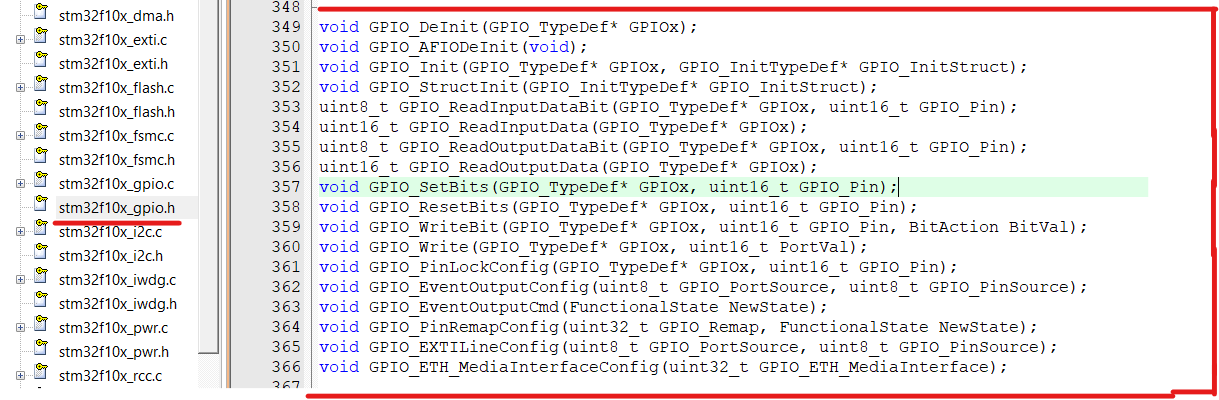 stm32f10x_dma.h
stm32f10x_exti.c
stm32f10x_exti.h
stm32f10x_flash.c
stm32f10x_flash.h
stm32f10x_fsmc.c
stm32f10x_fsmc.h
stm32f10x_gpio.c
stm32f10x_gpio.h
stm32f10x_i2c.c
stm32f10x_i2c.h
stm32f10x_iwdg.c
stm32f10x_iwdg.h
stm32f10x_pwr.c
stm32f10x_pwr.h
stm32f10x_rcc.c
348
349 void GPIO_DeInit(GPIO_TypeDef* GPIOx);
350 void GPIO_AFIODeInit(void);
351 void GPIO_Init(GPIO_TypeDef* GPIOx, GPIO_InitTypeDef* GPIO_InitStruct);
352 void GPIO_StructInit(GPIO_InitTypeDef* GPIO_InitStruct);
353 uint8_t GPIO_ReadInputDataBit(GPIO_TypeDef* GPIOx, uint16_t GPIO_Pin);
354 uint16_t GPIO_ReadInputData(GPIO_TypeDef* GPIOx);
355 uint8_t GPIO_ReadOutputDataBit(GPIO_TypeDef* GPIOx, uint16_t GPIO_Pin);
356 uint16_t GPIO_ReadOutputData(GPIO_TypeDef* GPIOx);
357 void GPIO_SetBits(GPIO_TypeDef* GPIOx, uint16_t GPIO_Pin);
358 void GPIO_ResetBits(GPIO_TypeDef* GPIOx, uint16_t GPIO_Pin);
359 void GPIO_WriteBit(GPIO_TypeDef* GPIOx, uint16_t GPIO_Pin, BitAction BitVal);
360 void GPIO_Write(GPIO_TypeDef* GPIOx, uint16_t PortVal);
361 void GPIO_PinLockConfig(GPIO_TypeDef* GPIOx, uint16_t GPIO_Pin);
362 void GPIO_EventOutputConfig(uint8_t GPIO_PortSource, uint8_t GPIO_PinSource);
363 void GPIO_EventOutputCmd(FunctionalState NewState);
364 void GPIO_PinRemapConfig(uint32_t GPIO_Remap, FunctionalState NewState);
365 void GPIO_EXTILineConfig(uint8_t GPIO_PortSource, uint8_t GPIO_PinSource);
366 void GPIO_ETH_MediaInterfaceConfig(uint32_t GPIO_ETH_MediaInterface);
367